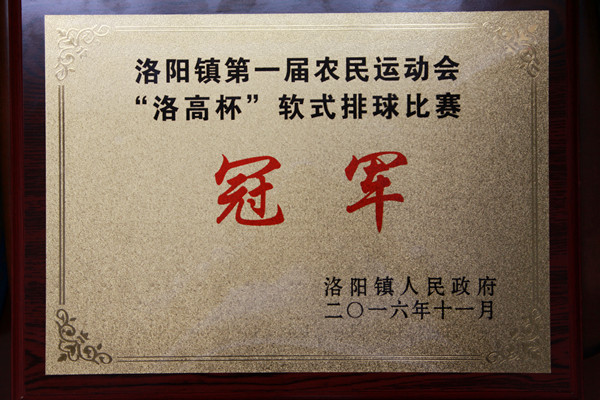 洛阳镇第一届农民运动会
“洛高杯”软式排球比赛
冠军
洛阳镇人民政府
二〇一六年十一月